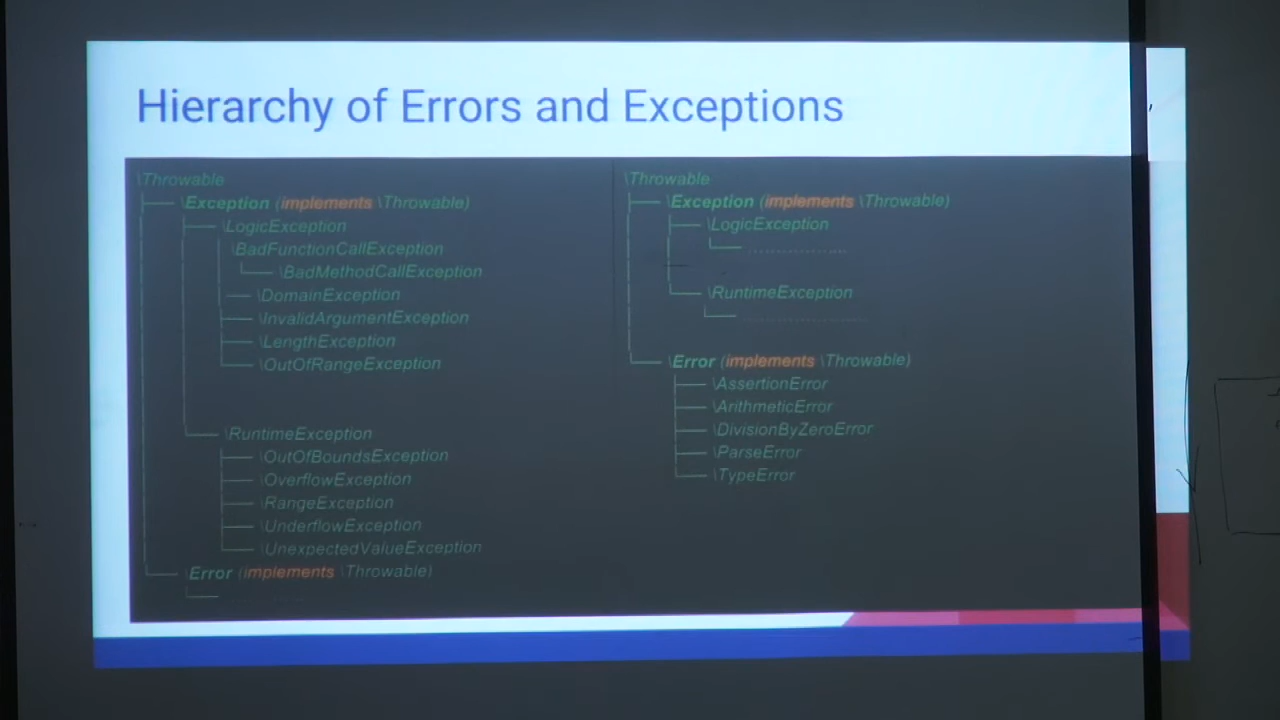 Hierarchy of Errors and Exceptions
\Throwable
\Exception (implements \Throwable)
\LogicException
\BadFunctionCallException
\BadMethodCallException
\DomainException
\InvalidArgumentException
\LengthException
\OutOfRangeException
\RuntimeException
\OutOfBoundsException
\OverflowException
\RangeException
\UnderflowException
\UnexpectedValueException
\Error (implements \Throwable)
\Throwable
\Exception (implements \Throwable)
\LogicException
....................
\RuntimeException
....................
\Error (implements \Throwable)
\AssertionError
\ArithmeticError
\DivisionByZeroError
\ParseError
\TypeError